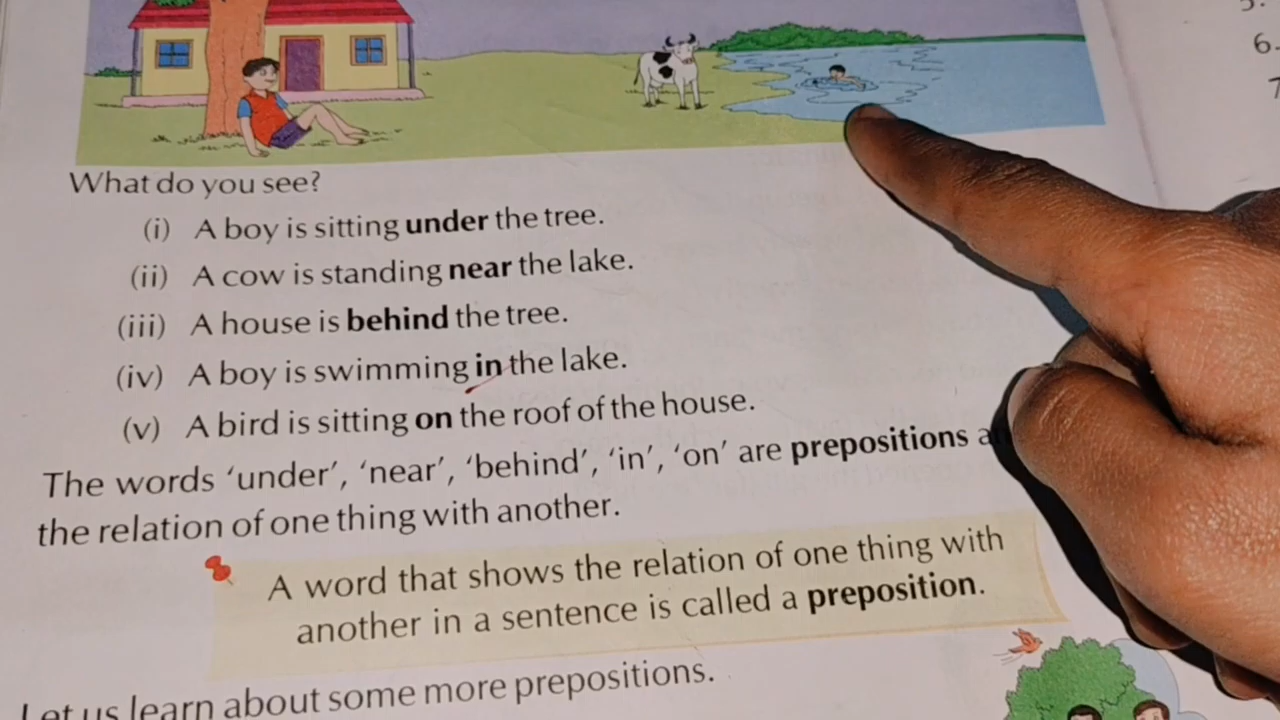 What do you see?
(i) A boy is sitting under the tree.
(ii) A cow is standing near the lake.
(iii) A house is behind the tree.
(iv) A boy is swimming in the lake.
(v) A bird is sitting on the roof of the house.
The words ‘under’, ‘near’, ‘behind’, ‘in’, ‘on’ are prepositions
the relation of one thing with another.
A word that shows the relation of one thing with
another in a sentence is called a preposition.
Let us learn about some more prepositions.
6.